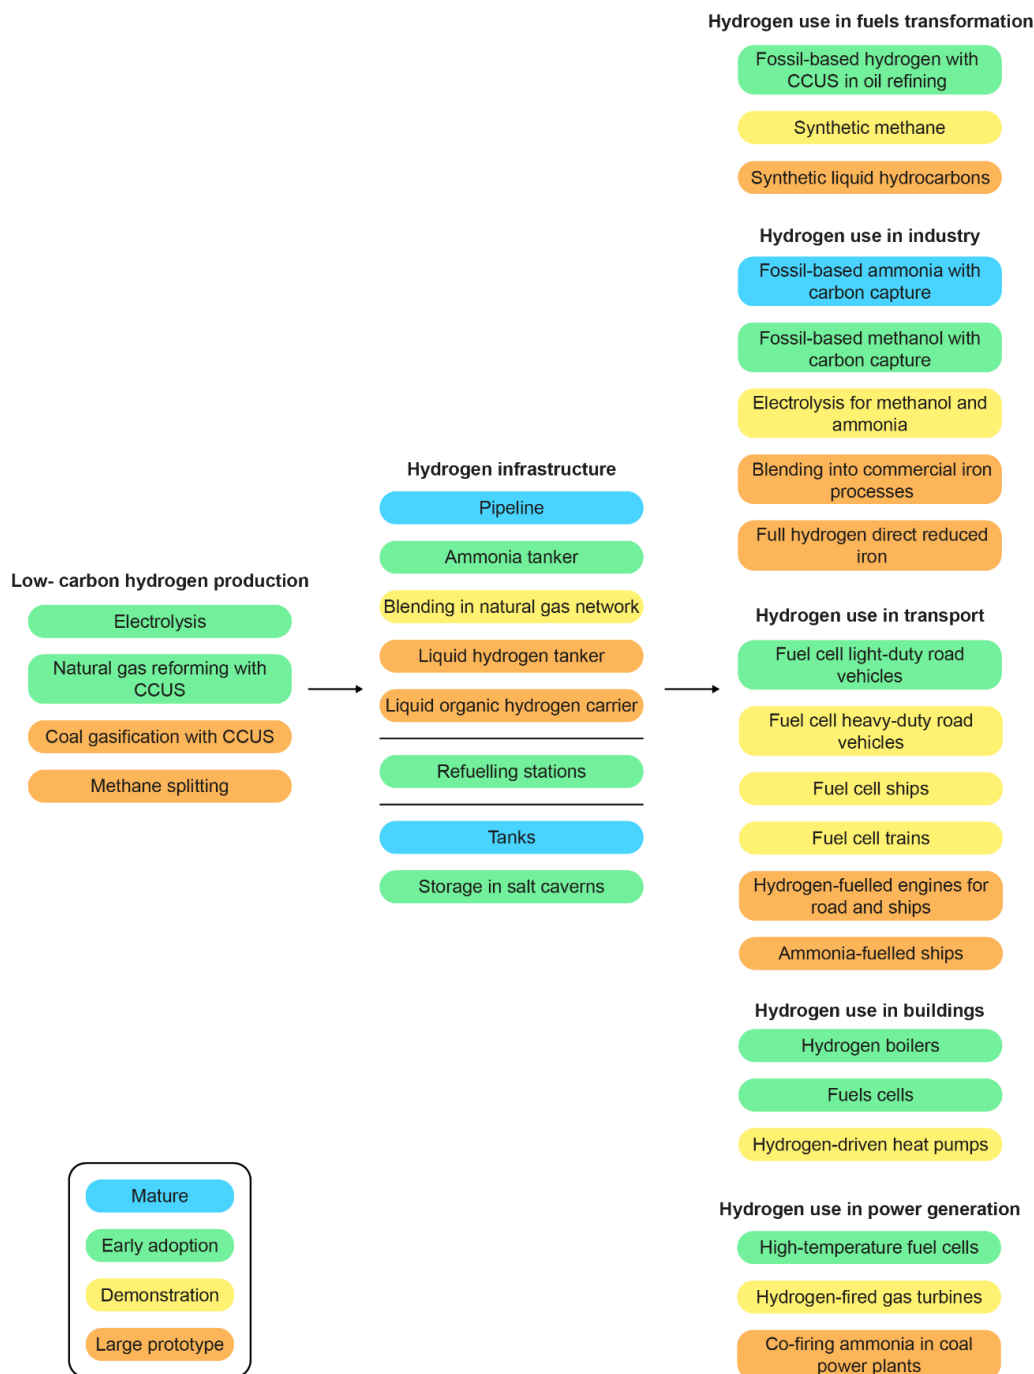 Low- carbon hydrogen production
Electrolysis
Natural gas reforming with
CCUS
Coal gasification with CCUS
Methane splitting
Hydrogen infrastructure
Pipeline
Ammonia tanker
Blending in natural gas network
Liquid hydrogen tanker
Liquid organic hydrogen carrier
Refuelling stations
Tanks
Storage in salt caverns
Hydrogen use in fuels transformation
Fossil-based hydrogen with
CCUS in oil refining
Synthetic methane
Synthetic liquid hydrocarbons
Hydrogen use in industry
Fossil-based ammonia with
carbon capture
Fossil-based methanol with
carbon capture
Electrolysis for methanol and
ammonia
Blending into commercial iron
processes
Full hydrogen direct reduced
iron
Hydrogen use in transport
Fuel cell light-duty road
vehicles
Fuel cell heavy-duty road
vehicles
Fuel cell ships
Fuel cell trains
Hydrogen-fuelled engines for
road and ships
Ammonia-fuelled ships
Hydrogen use in buildings
Hydrogen boilers
Fuels cells
Hydrogen-driven heat pumps
Hydrogen use in power generation
High-temperature fuel cells
Hydrogen-fired gas turbines
Co-firing ammonia in coal
power plants
Mature
Early adoption
Demonstration
Large prototype